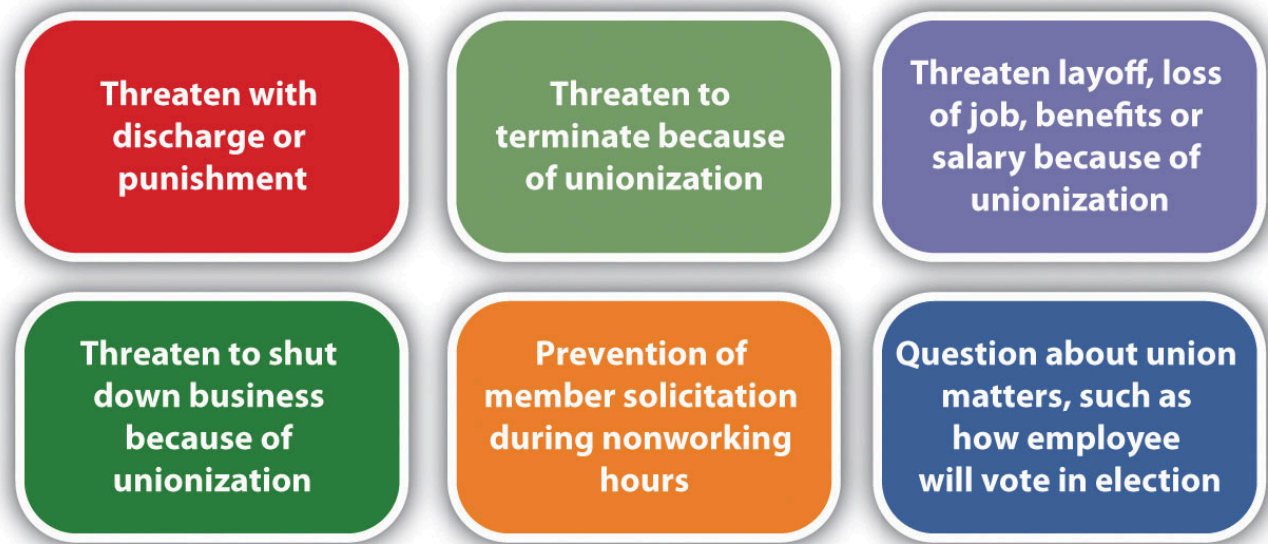 Threaten with
discharge or
punishment
Threaten to
terminate because
of unionization
Threaten layoff, loss
of job, benefits or
salary because of
unionization
Threaten to shut
down business
because of
unionization
Prevention of
member solicitation
during nonworking
hours
Question about union
matters, such as
how employee
will vote in election